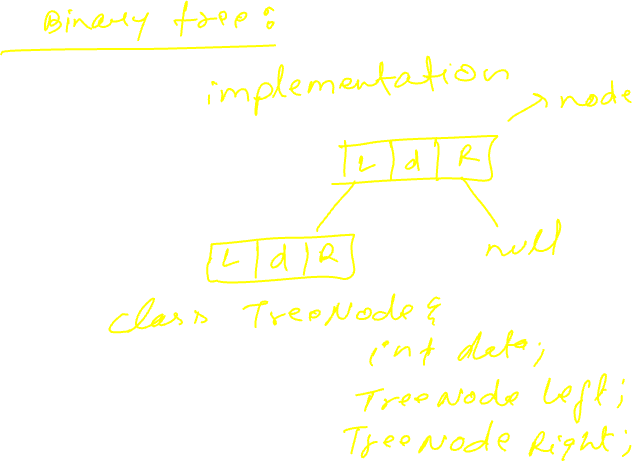 Binary tree:
implementation
node
L d R
L d R
null
class TreeNode {
int data;
TreeNode left;
TreeNode Right;